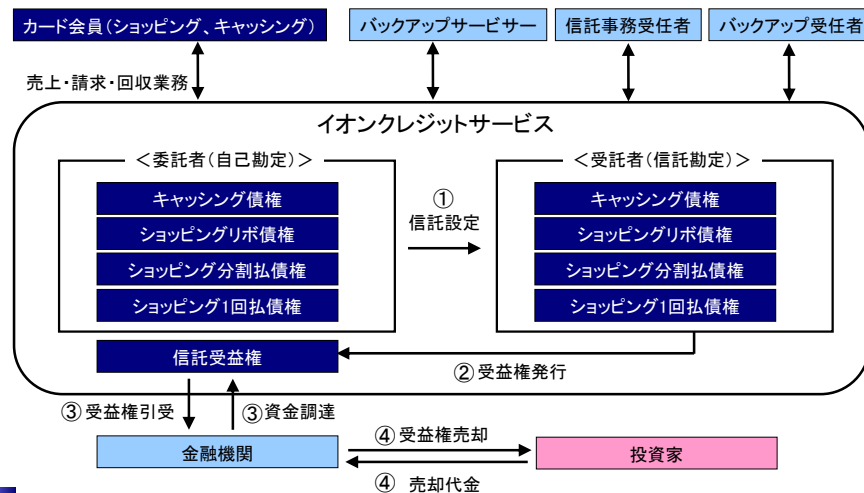 カード会員(ショッピング、キャッシング)
バックアップサービサー
信託事務受任者
バックアップ受任者
売上・請求・回収業務
イオンクレジットサービス
＜委託者(自己勘定)＞
＜受託者(信託勘定)＞
キャッシング債権
ショッピングリボ債権
ショッピング分割払債権
ショッピング1回払債権
①
信託設定
キャッシング債権
ショッピングリボ債権
ショッピング分割払債権
ショッピング1回払債権
信託受益権
②受益権発行
③受益権引受
③資金調達
金融機関
④受益権売却
④ 売却代金
投資家